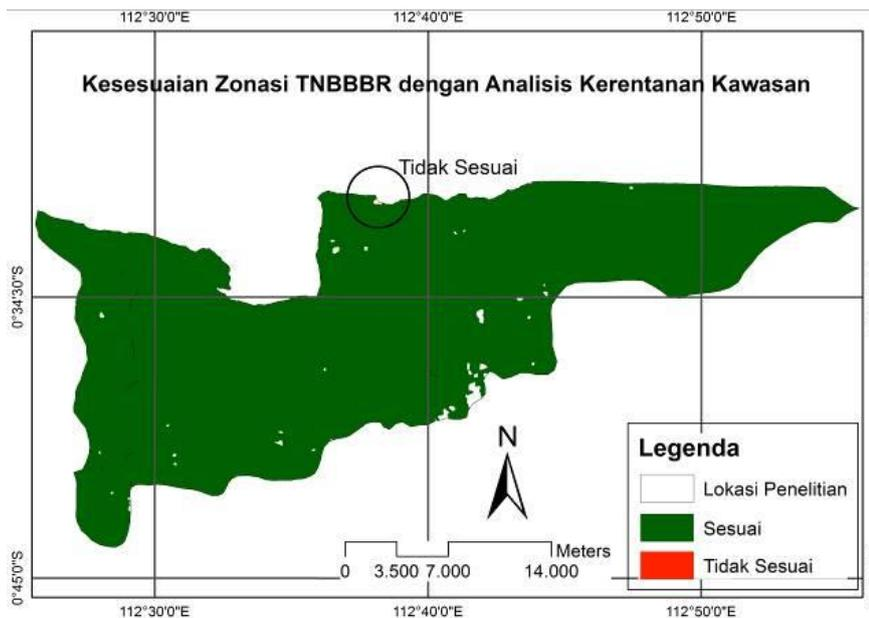 112°30'0"E 112°40'0"E 112°50'0"E
Kesesuaian Zonasi TNBBBR dengan Analisis Kerentanan Kawasan
Tidak Sesuai
0°34'30"S
N
Legenda
Lokasi Penelitian
Sesuai
Tidak Sesuai
Meters
0 3.500 7.000 14.000
0°45'0"S
112°30'0"E 112°40'0"E 112°50'0"E